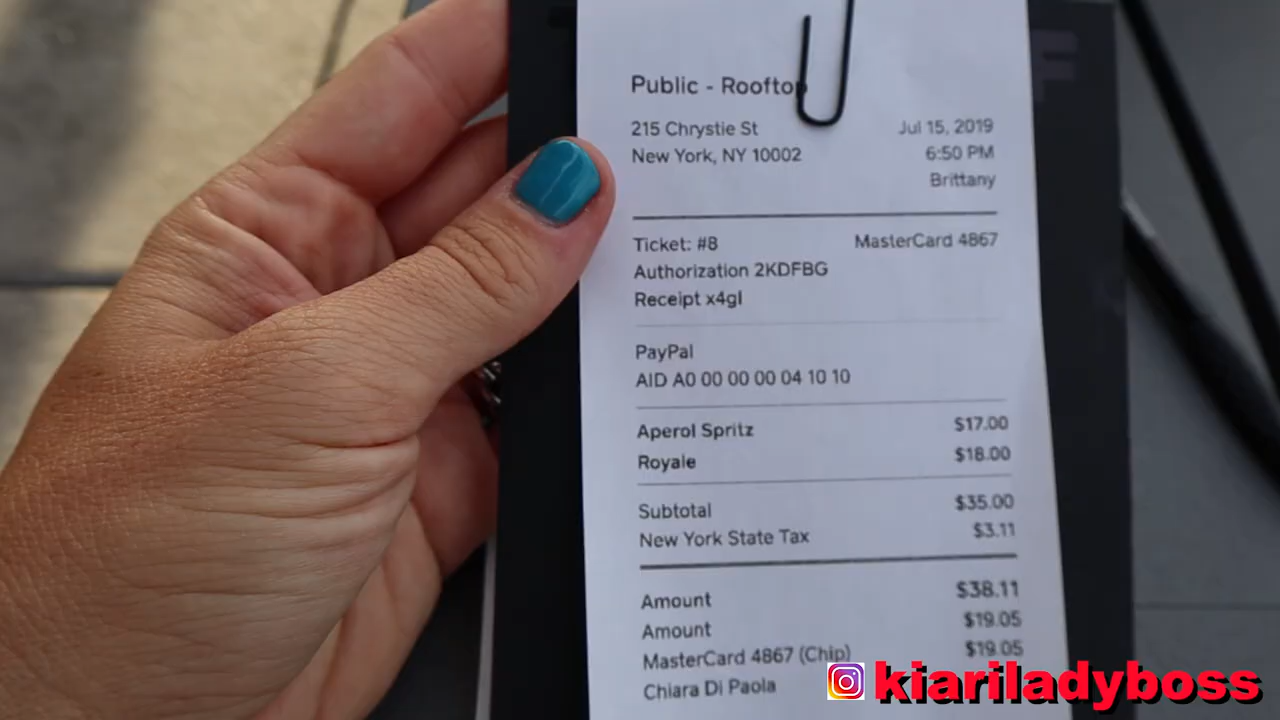 Public - Rooftop
215 Chrystie St
Jul 15, 2019
New York, NY 10002
6:50 PM
Brittany
Ticket: #8
MasterCard 4867
Authorization 2KDFBG
Receipt x4gl
PayPal
AID A0 00 00 00 04 10 10
Aperol Spritz $17.00
Royale $18.00
Subtotal $35.00
New York State Tax $3.11
Amount $38.11
Amount $19.05
MasterCard 4867 (Chip) $19.05
Chiara Di Paola
kiariladyboss